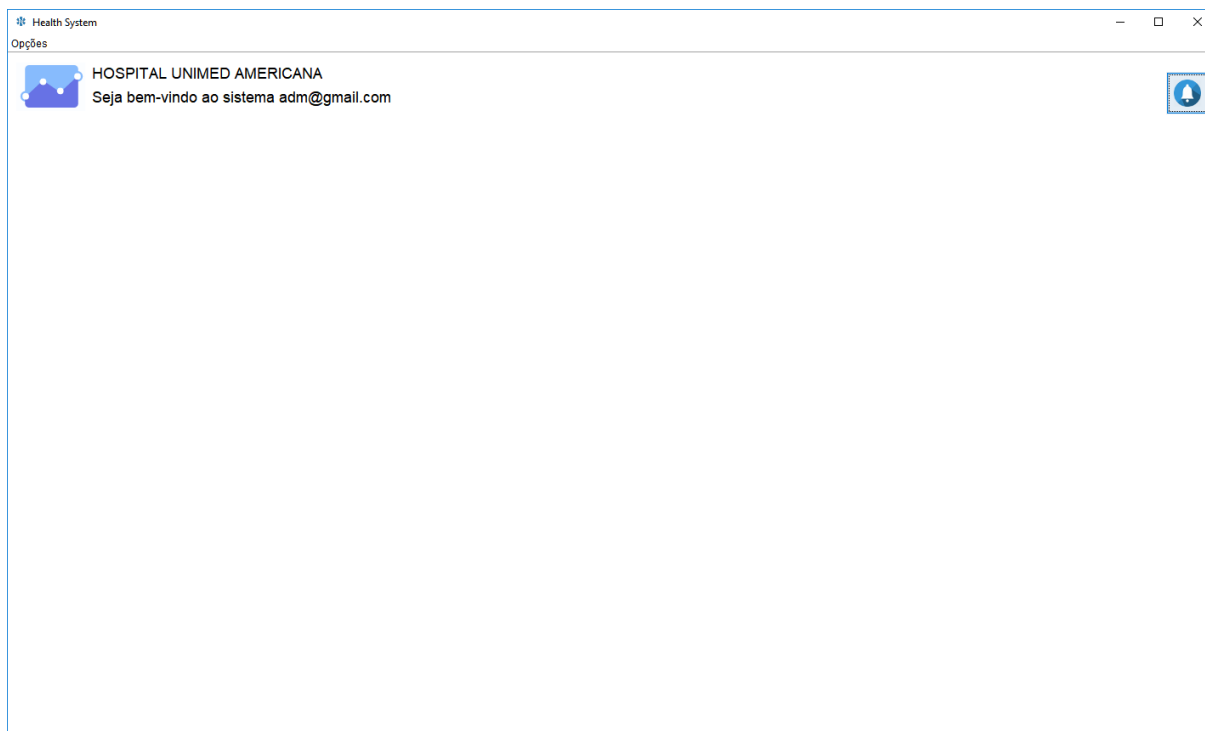 Health System
Opções
HOSPITAL UNIMED AMERICANA
Seja bem-vindo ao sistema adm@gmail.com